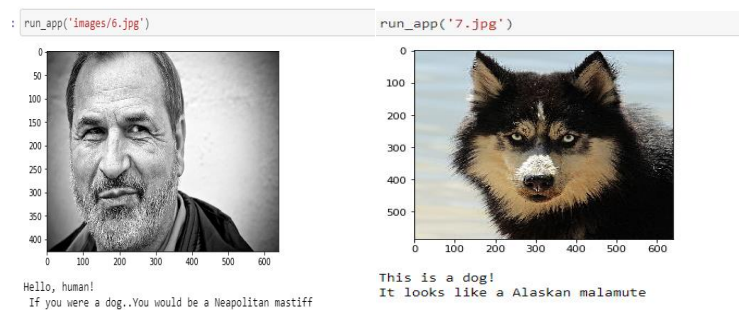 : run_app('images/6.jpg')
0
50
100
150
200
250
300
350
400
0 100 200 300 400 500 600
Hello, human!
If you were a dog..You would be a Neapolitan mastiff
run_app('7.jpg')
0
100
200
300
400
500
0 100 200 300 400 500 600
This is a dog!
It looks like a Alaskan malamute